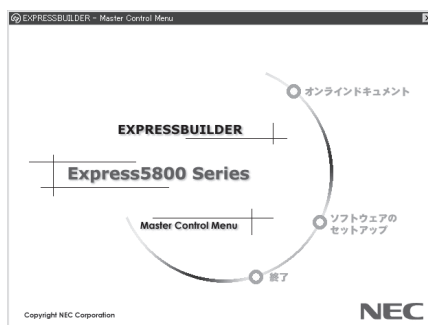 EXPRESSBUILDER - Master Control Menu
オンラインドキュメント
EXPRESSBUILDER
Express5800 Series
Master Control Menu
ソフトウェアの
セットアップ
終了
Copyright NEC Corporation
NEC